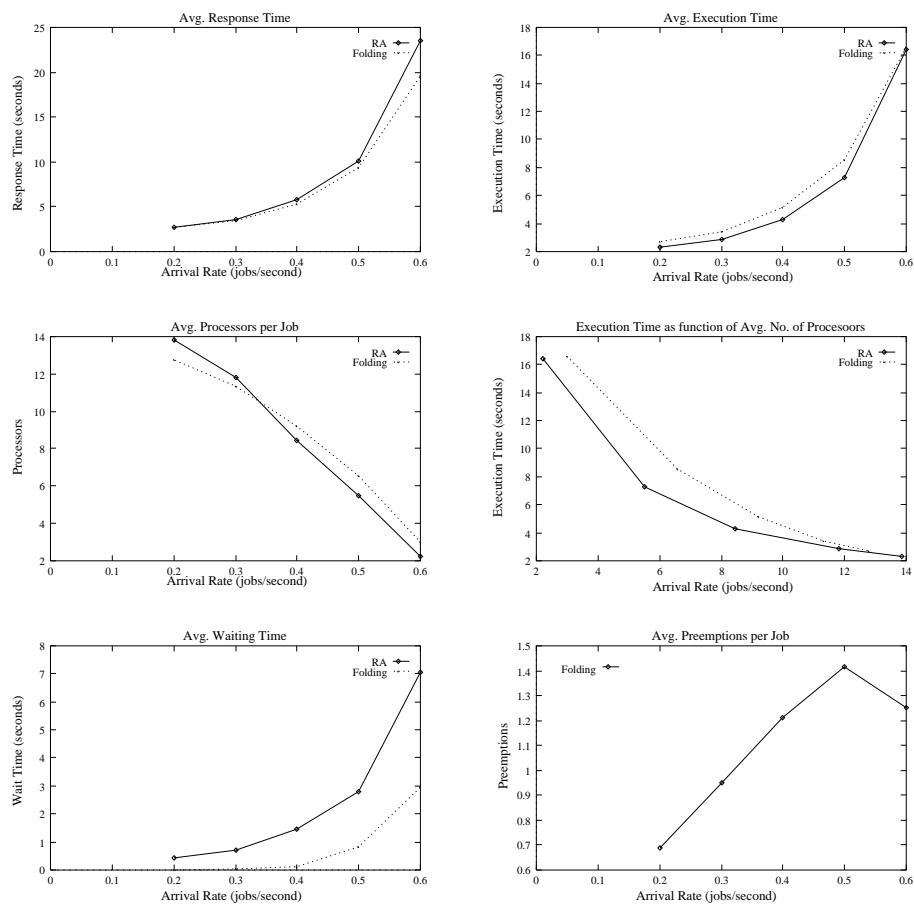 Avg. Response Time
25
20
15
10
5
0
Response Time (seconds)
RA
Folding
0 0.1 0.2 0.3 0.4 0.5 0.6
Arrival Rate (jobs/second)
Avg. Execution Time
18
16
14
12
10
8
6
4
2
Execution Time (seconds)
RA
Folding
0 0.1 0.2 0.3 0.4 0.5 0.6
Arrival Rate (jobs/second)
Avg. Processors per Job
14
12
10
8
6
4
2
Processors
RA
Folding
0 0.1 0.2 0.3 0.4 0.5 0.6
Arrival Rate (jobs/second)
Execution Time as function of Avg. No. of Procesoors
18
16
14
12
10
8
6
4
2
Execution Time (seconds)
RA
Folding
2 4 6 8 10 12 14
Arrival Rate (jobs/second)
Avg. Waiting Time
8
7
6
5
4
3
2
1
0
Wait Time (seconds)
RA
Folding
0 0.1 0.2 0.3 0.4 0.5 0.6
Arrival Rate (jobs/second)
Avg. Preemptions per Job
1.5
1.4
1.3
1.2
1.1
1
0.9
0.8
0.7
0.6
Preemptions
Folding
0 0.1 0.2 0.3 0.4 0.5 0.6
Arrival Rate (jobs/second)